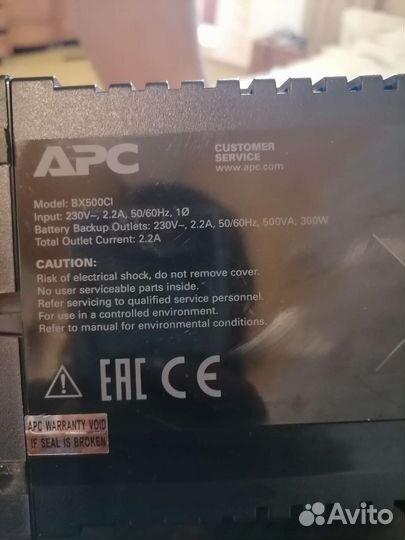 APC
CUSTOMER
SERVICE
www.apc.com
Model: BX500CI
Input: 230V~, 2.2A, 50/60Hz, 1Ø
Battery Backup Outlets: 230V~, 2.2A, 50/60Hz, 500VA, 300W
Total Outlet Current: 2.2A
CAUTION:
Risk of electrical shock, do not remove cover.
No user serviceable parts inside.
Refer servicing to qualified service personnel.
For use in a controlled environment.
Refer to manual for environmental conditions.
EAC CE
APC WARRANTY VOID
IF SEAL IS BROKEN
Avito